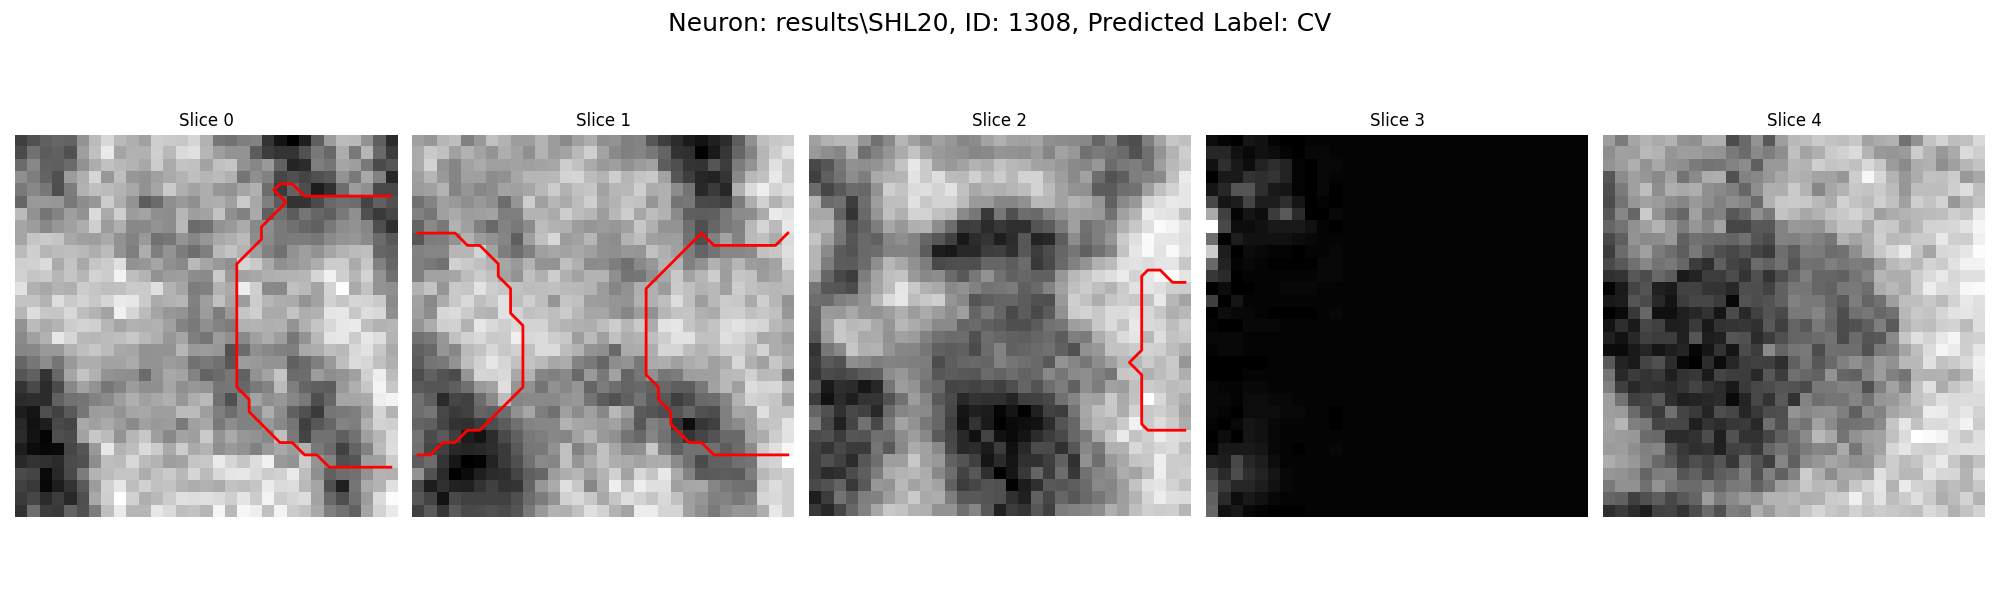 Neuron: results\SHL20, ID: 1308, Predicted Label: CV
Slice 0
Slice 1
Slice 2
Slice 3
Slice 4